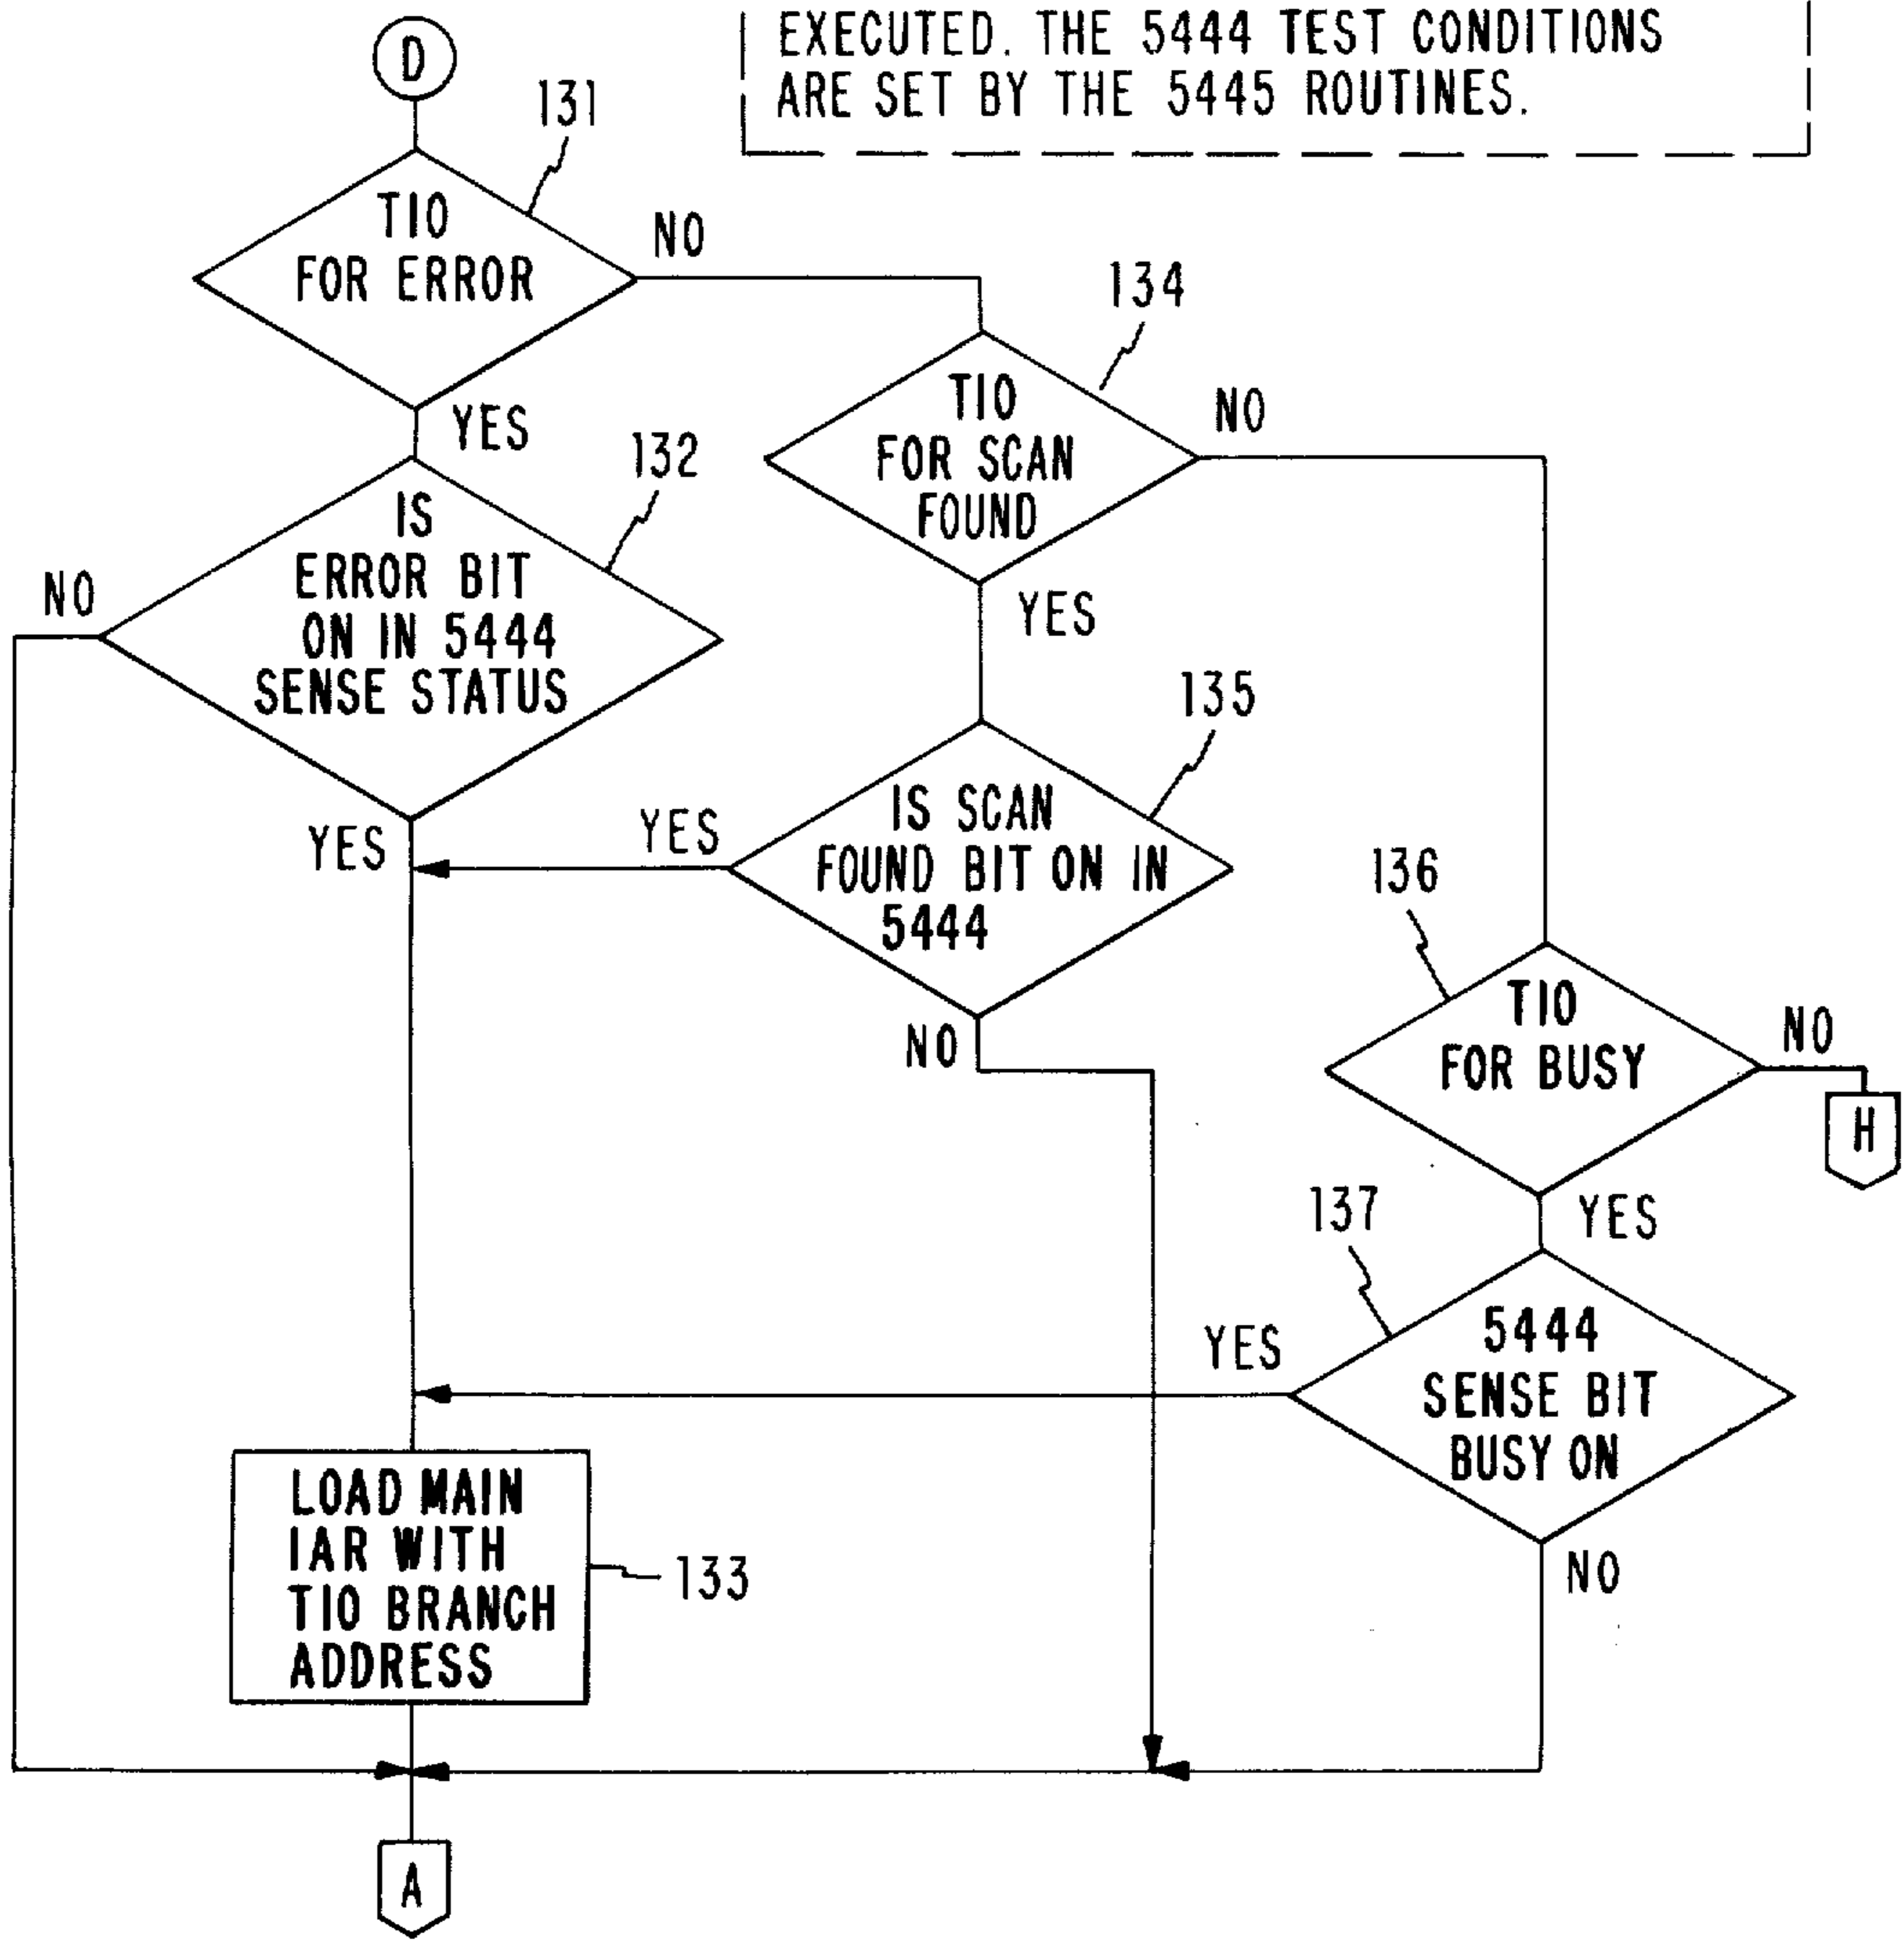 EXECUTED. THE 5444 TEST CONDITIONS
ARE SET BY THE 5445 ROUTINES.
D
131
TIO
FOR ERROR
NO
YES
134
TIO
FOR SCAN
FOUND
NO
YES
132
IS
ERROR BIT
ON IN 5444
SENSE STATUS
NO
YES
135
IS SCAN
FOUND BIT ON IN
5444
YES
NO
136
TIO
FOR BUSY
NO
H
YES
137
5444
SENSE BIT
BUSY ON
YES
NO
LOAD MAIN
IAR WITH
TIO BRANCH
ADDRESS
133
A